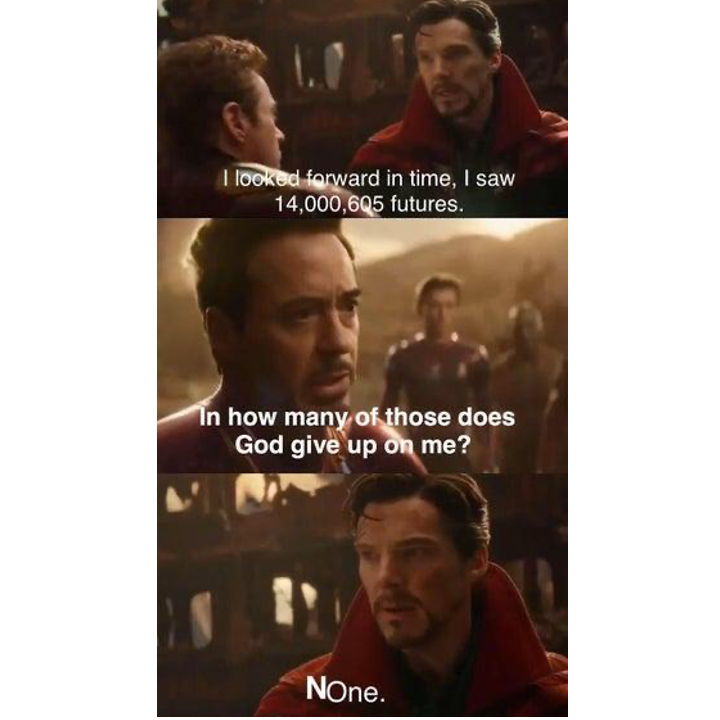 I looked forward in time, I saw
14,000,605 futures.
In how many of those does
God give up on me?
NOne.